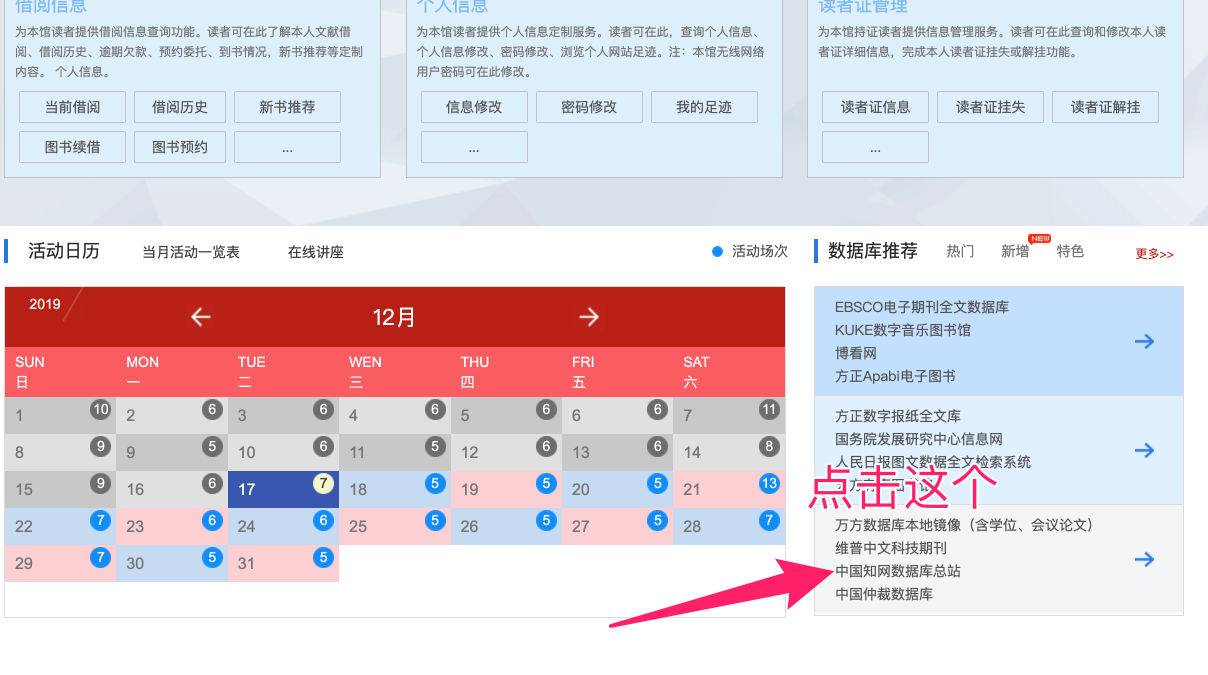 借阅信息
为本馆读者提供借阅信息查询功能。读者可在此了解本人文献借
阅、借阅历史、逾期欠款、预约委托、到书情况，新书推荐等定制
内容。 个人信息。
当前借阅
借阅历史
新书推荐
图书续借
图书预约
...
个人信息
为本馆读者提供个人信息定制服务。读者可在此，查询个人信息、
个人信息修改、密码修改、浏览个人网站足迹。注：本馆无线网络
用户密码可在此修改。
信息修改
密码修改
我的足迹
...
读者证管理
为本馆持证读者提供信息管理服务。读者可在此查询和修改本人读
者证详细信息，完成本人读者证挂失或解挂功能。
读者证信息
读者证挂失
读者证解挂
...
活动日历
当月活动一览表
在线讲座
活动场次
2019
12月
SUN MON TUE WEN THU FRI SAT
日 一 二 三 四 五 六
1 10 2 6 3 6 4 6 5 6 6 6 7 11
8 9 9 5 10 6 11 5 12 6 13 6 14 8
15 9 16 6 17 7 18 5 19 5 20 5 21 13
22 7 23 6 24 6 25 5 26 5 27 5 28 7
29 7 30 5 31 5
数据库推荐
热门
新增
NEW
特色
更多>>
EBSCO电子期刊全文数据库
KUKE数字音乐图书馆
博看网
方正Apabi电子图书
方正数字报纸全文库
国务院发展研究中心信息网
人民日报图文数据全文检索系统
点击这个
万方数据库本地镜像（含学位、会议论文）
维普中文科技期刊
中国知网数据库总站
中国仲裁数据库